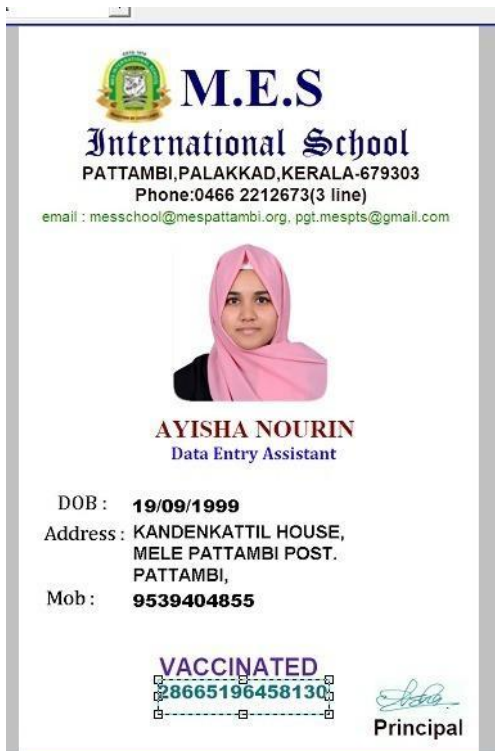 M.E.S
International School
PATTAMBI,PALAKKAD,KERALA-679303
Phone:0466 2212673(3 line)
email : messchool@mespattambi.org, pgt.mespts@gmail.com
AYISHA NOURIN
Data Entry Assistant
DOB : 19/09/1999
Address : KANDENKATTIL HOUSE,
MELE PATTAMBI POST.
PATTAMBI,
Mob : 9539404855
VACCINATED
28665196458130
Principal